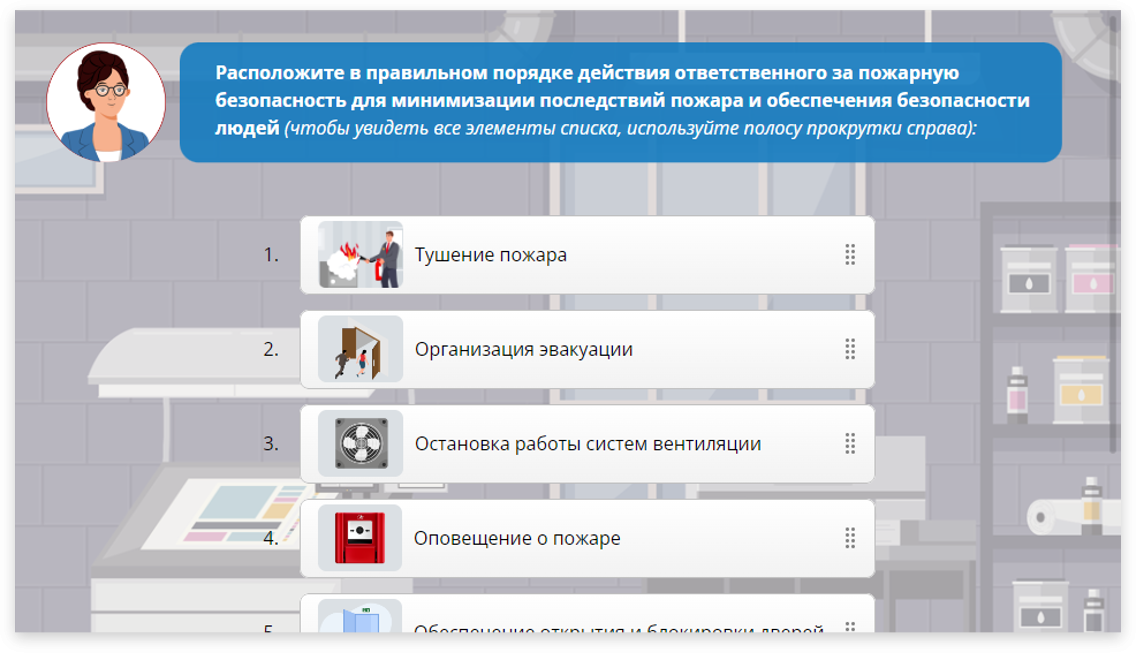 Расположите в правильном порядке действия ответственного за пожарную
безопасность для минимизации последствий пожара и обеспечения безопасности
людей (чтобы увидеть все элементы списка, используйте полосу прокрутки справа):
1. Тушение пожара
2. Организация эвакуации
3. Остановка работы систем вентиляции
4. Оповещение о пожаре
5. Обеспечение открытия и блокировки дверей